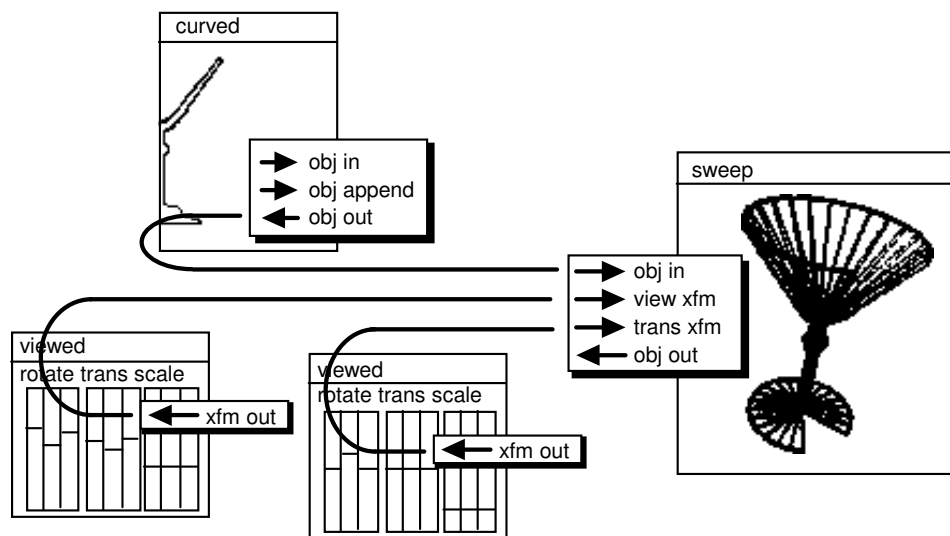 curved
obj in
obj append
obj out
sweep
obj in
view xfm
trans xfm
obj out
viewed
rotate trans scale
xfm out
viewed
rotate trans scale
xfm out